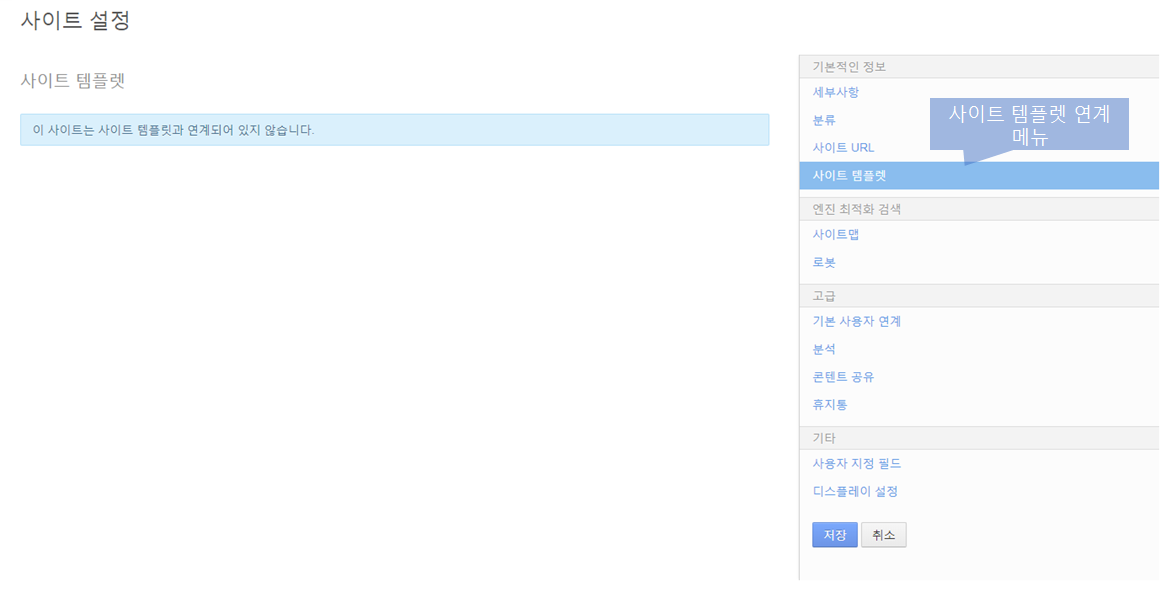 사이트 설정
사이트 템플렛
이 사이트는 사이트 템플릿과 연계되어 있지 않습니다.
기본적인 정보
세부사항
분류
사이트 URL
사이트 템플렛
사이트 템플렛 연계
메뉴
엔진 최적화 검색
사이트맵
로봇
고급
기본 사용자 연계
분석
콘텐트 공유
휴지통
기타
사용자 지정 필드
디스플레이 설정
저장 취소